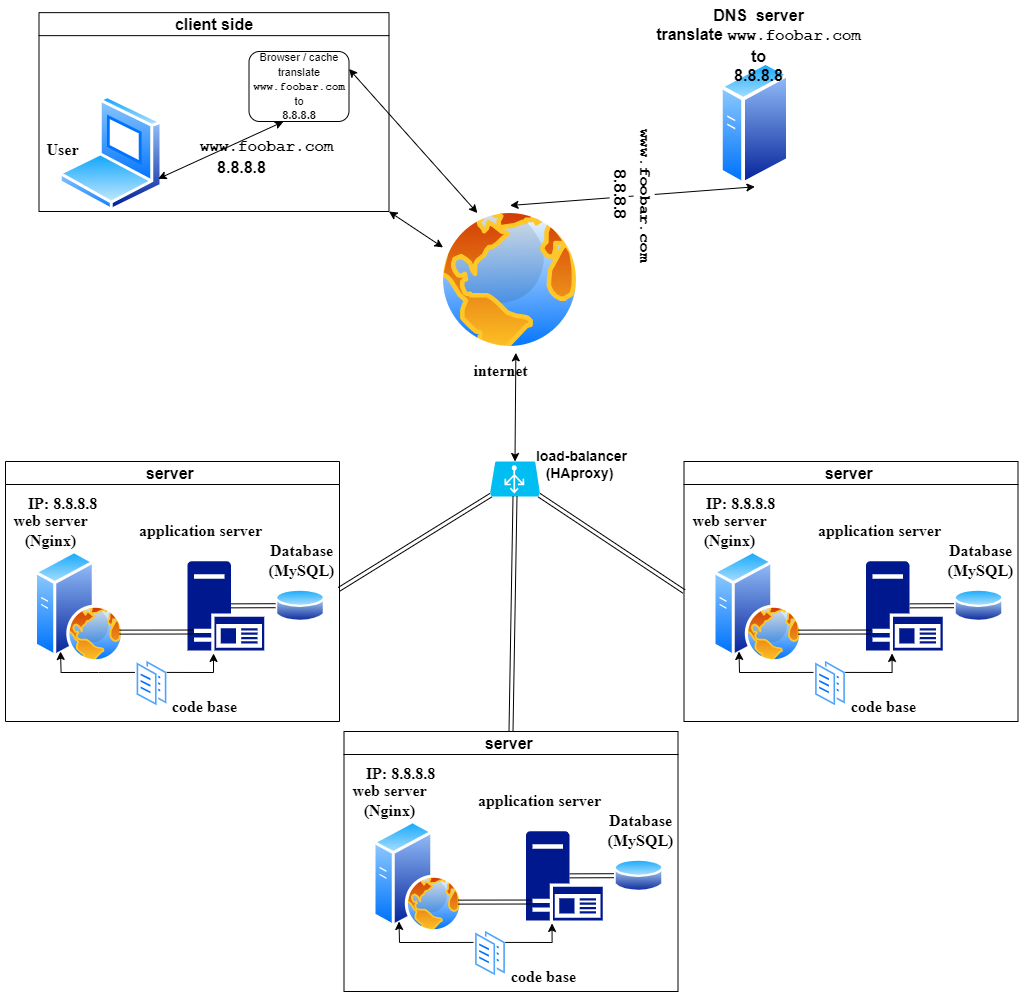 client side
Browser / cache
translate
www.foobar.com
to
8.8.8.8
User
www.foobar.com
8.8.8.8
DNS server
translate www.foobar.com
to
8.8.8.8
www.foobar.com
8.8.8.8
internet
load-balancer
(HAproxy)
server
IP: 8.8.8.8
web server
(Nginx)
application server
Database
(MySQL)
code base
server
IP: 8.8.8.8
web server
(Nginx)
application server
Database
(MySQL)
code base
server
IP: 8.8.8.8
web server
(Nginx)
application server
Database
(MySQL)
code base